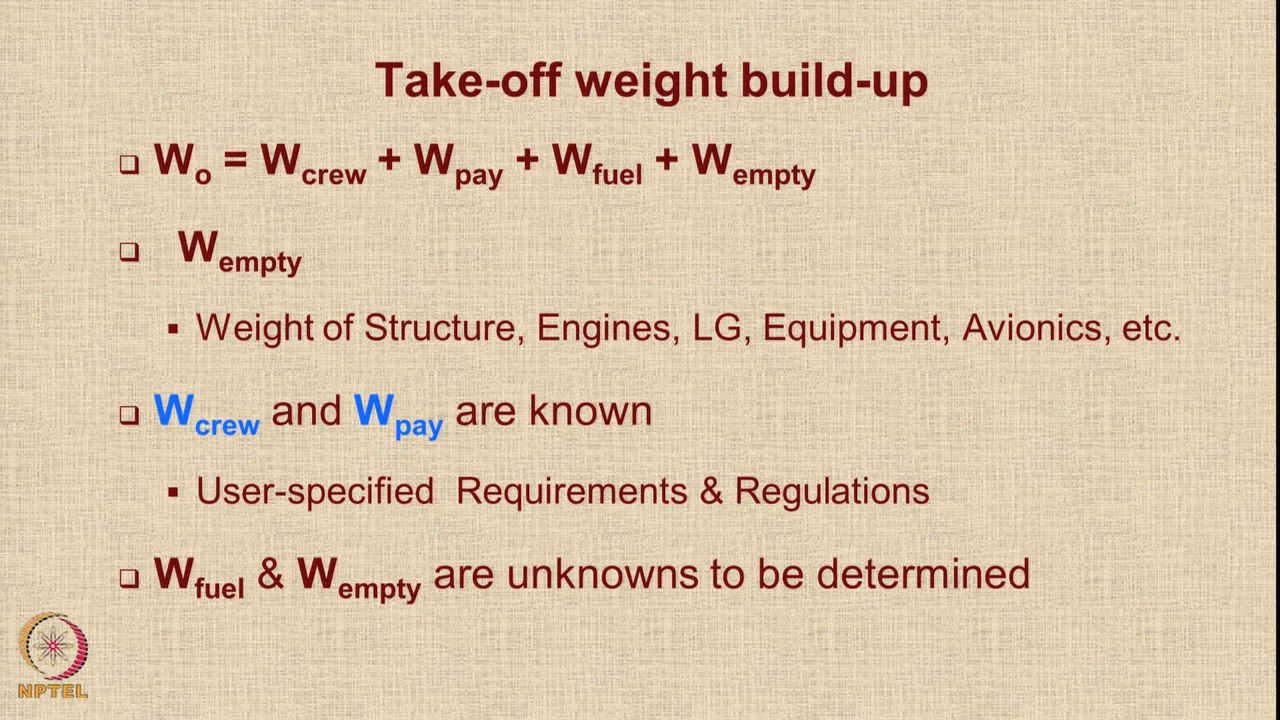 Take-off weight build-up
❑ Wo = Wcrew + Wpay + Wfuel + Wempty
❑ Wempty
▪ Weight of Structure, Engines, LG, Equipment, Avionics, etc.
❑ Wcrew and Wpay are known
▪ User-specified Requirements & Regulations
❑ Wfuel & Wempty are unknowns to be determined
NPTEL